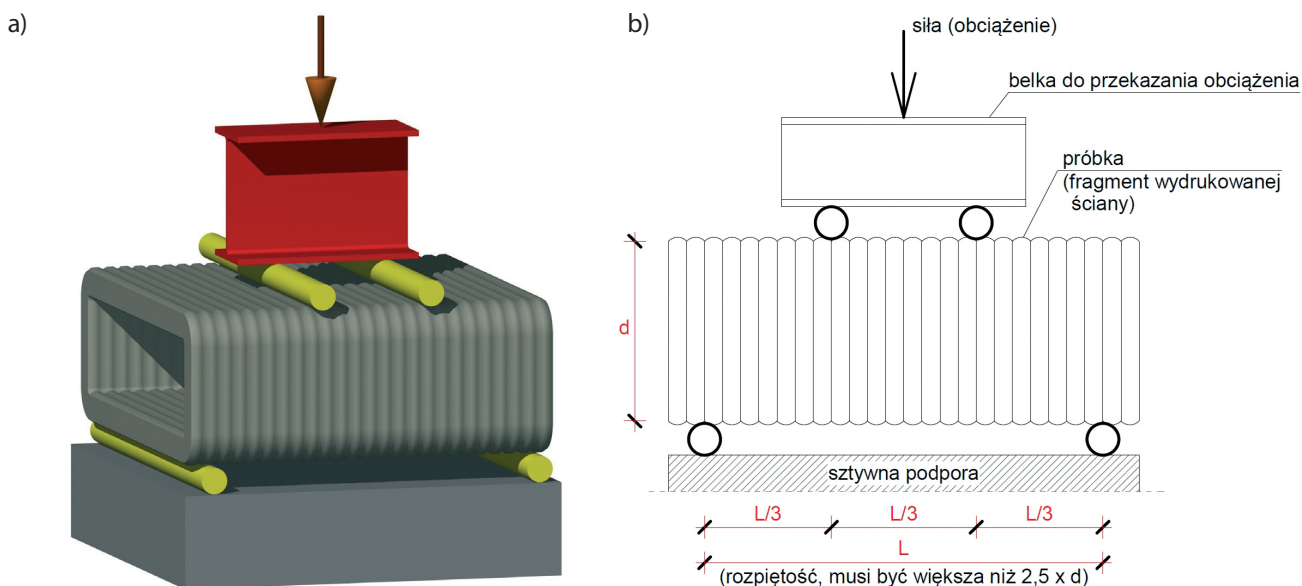 a)
b)
siła (obciążenie)
belka do przekazania obciążenia
próbka
(fragment wydrukowanej
ściany)
d
sztywna podpora
L/3
L/3
L/3
L
(rozpiętość, musi być większa niż 2,5 x d)